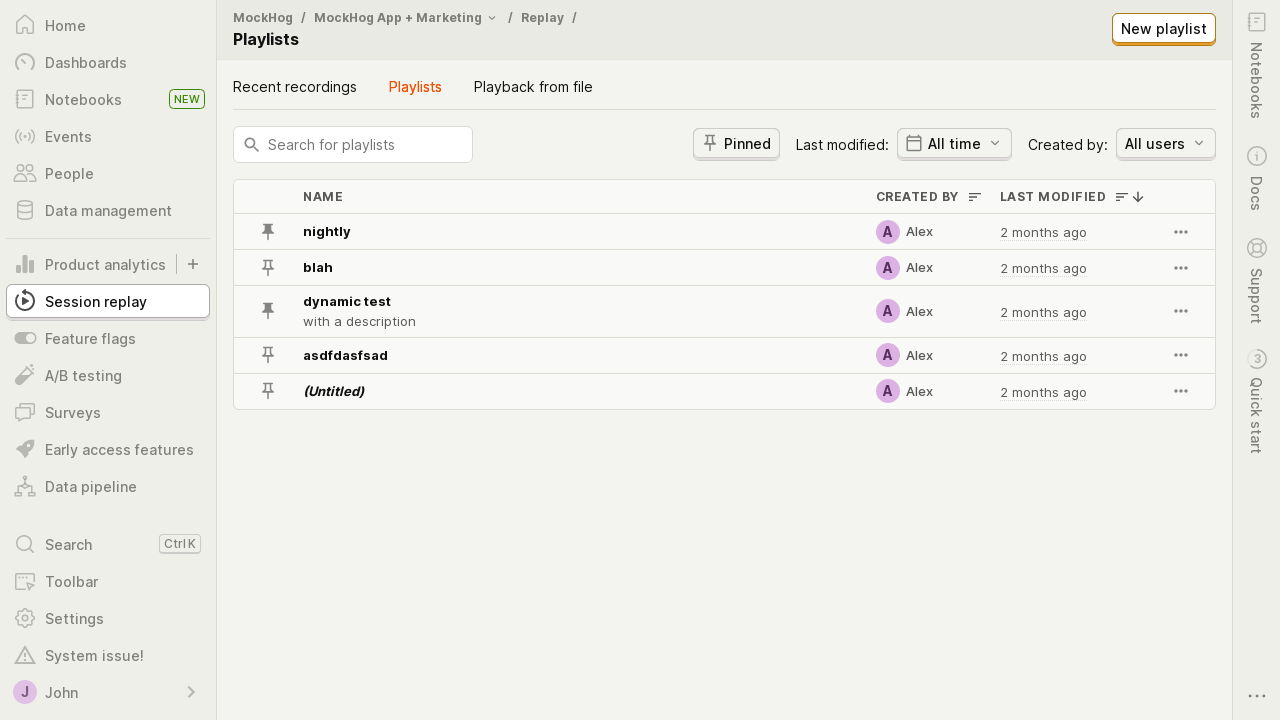 MockHog / MockHog App + Marketing / Replay /
Playlists
New playlist
Home
Dashboards
Notebooks NEW
Events
People
Data management
Product analytics
Session replay
Feature flags
A/B testing
Surveys
Early access features
Data pipeline
Search Ctrl K
Toolbar
Settings
System issue!
J John
Recent recordings Playlists Playback from file
Search for playlists Pinned Last modified: All time Created by: All users
NAME CREATED BY LAST MODIFIED
nightly A Alex 2 months ago
blah A Alex 2 months ago
dynamic test A Alex 2 months ago
with a description
asdfdasfsad A Alex 2 months ago
(Untitled) A Alex 2 months ago
Notebooks
Docs
Support
3 Quick start